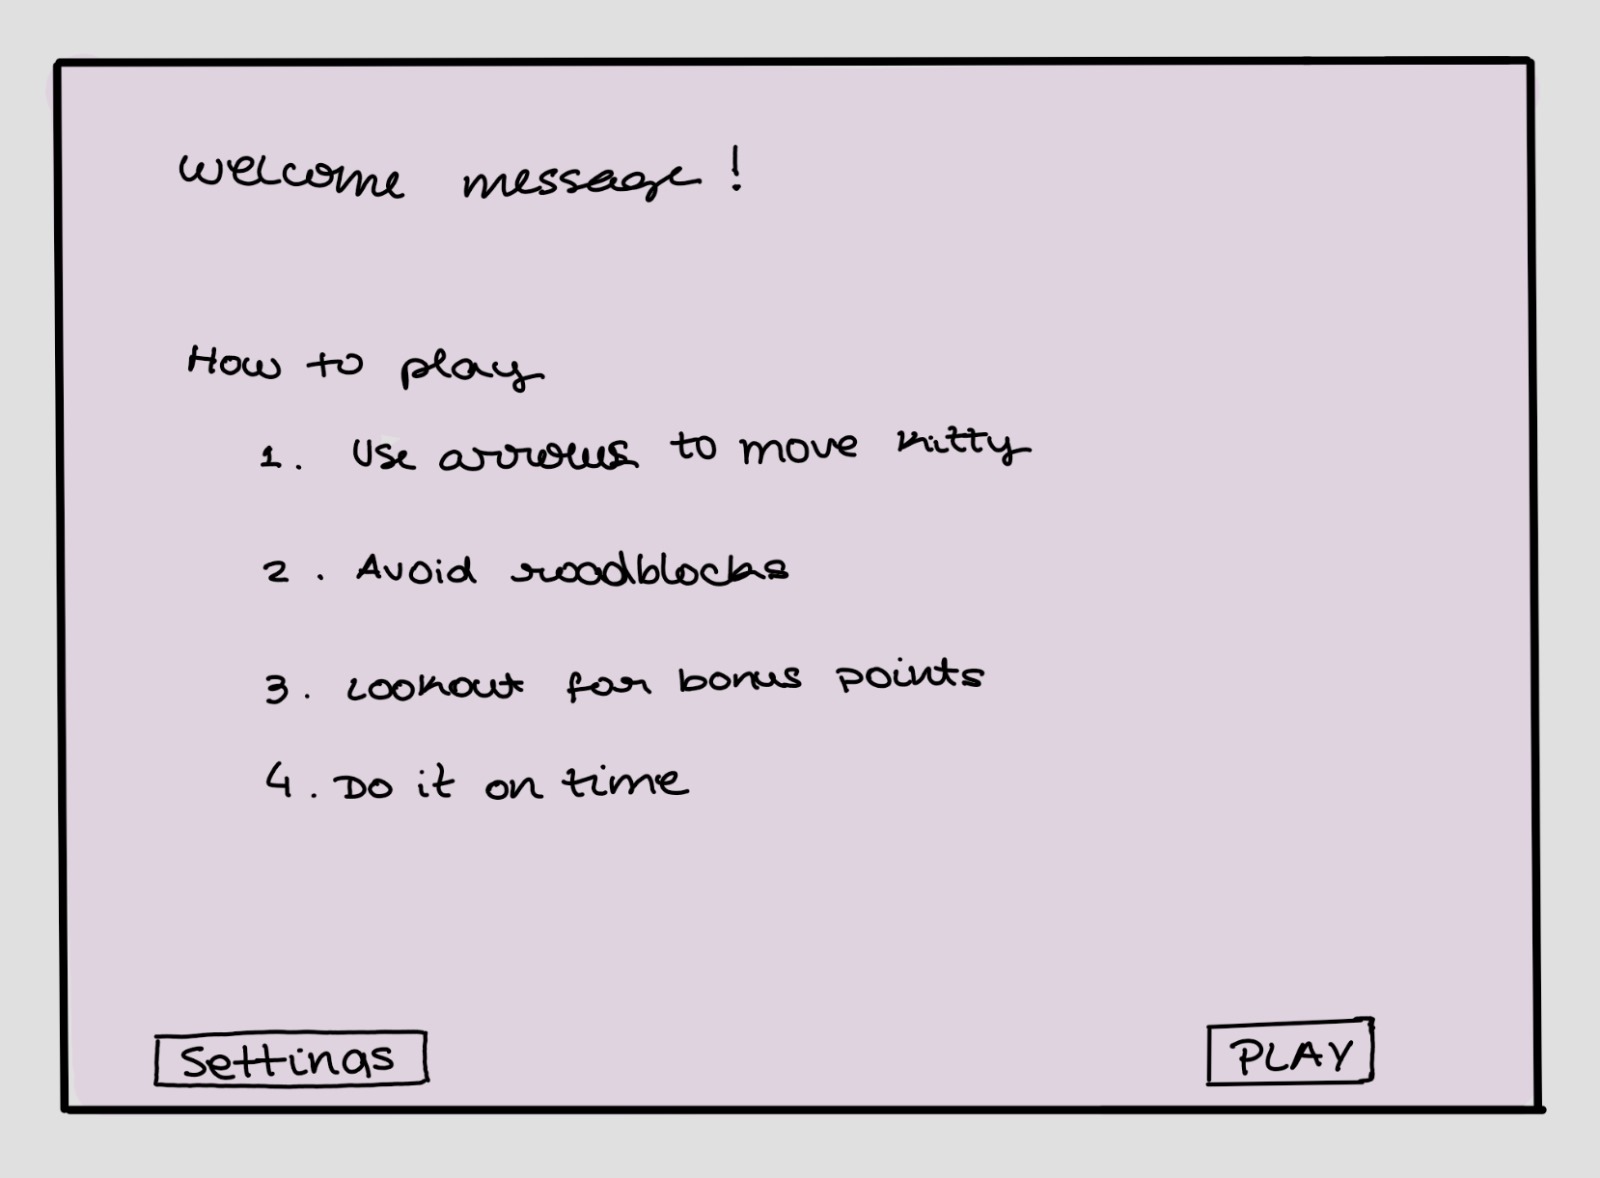 welcome message!
How to play
1. Use arrows to move kitty
2. Avoid roadblocks
3. Lookout for bonus points
4. Do it on time
Settings
PLAY